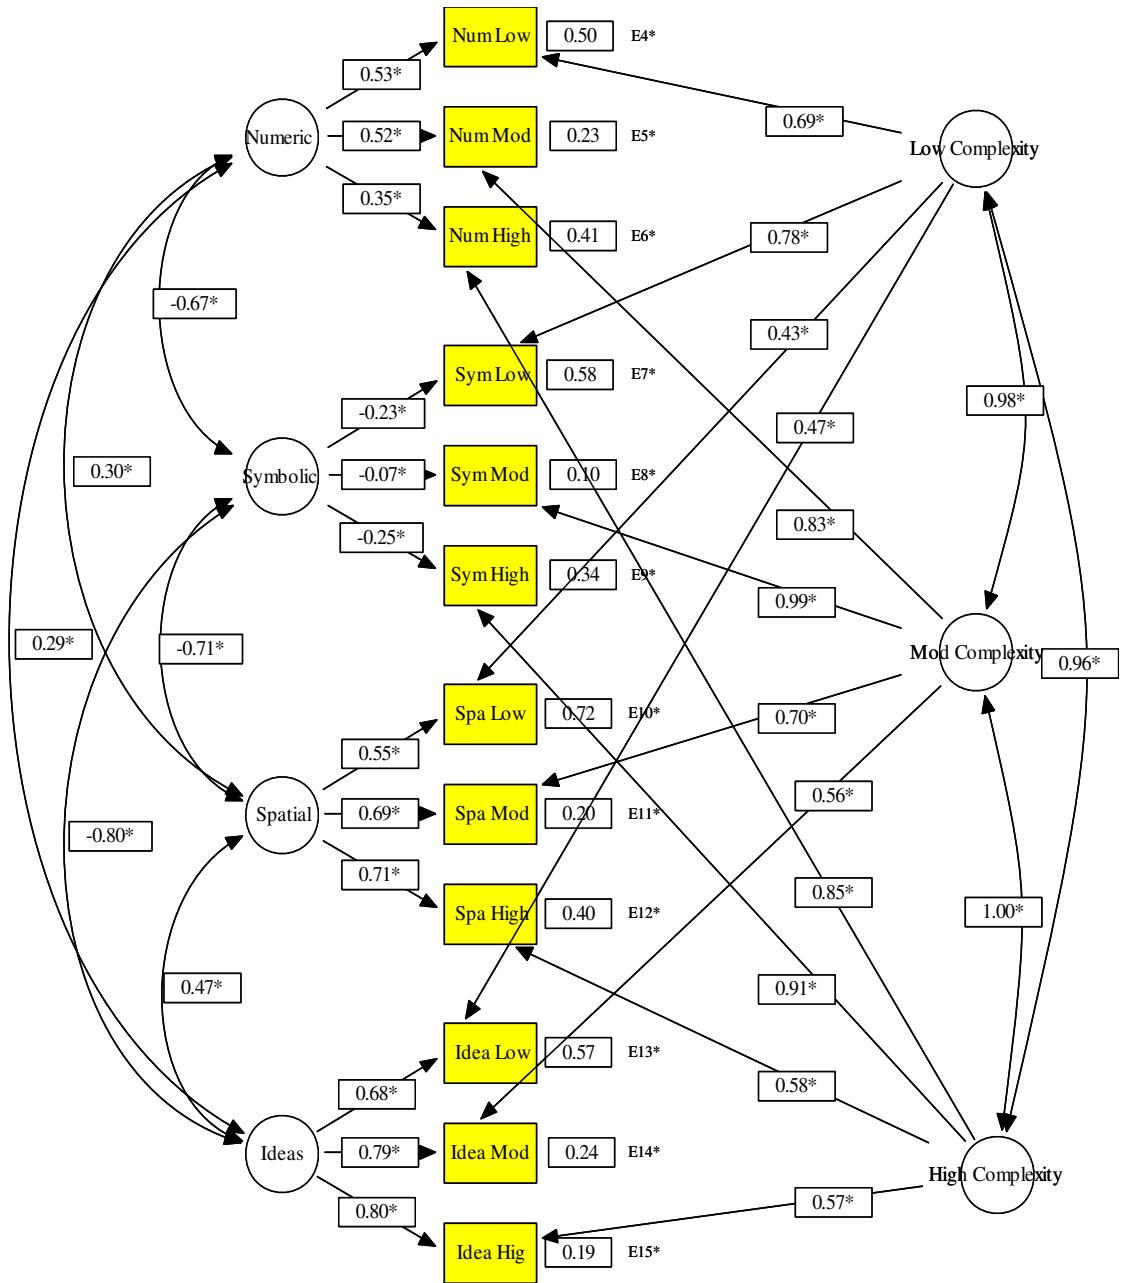 Num Low 0.50 E4*
0.53* 0.69*
Numeric 0.52* Num Mod 0.23 E5*
Low Complexity
0.35*
Num High 0.41 E6* 0.78*
-0.67*
0.43*
Sym Low 0.58 E7*
-0.23* 0.98*
0.47*
0.30* Symbolic -0.07* Sym Mod 0.10 E8*
0.83*
-0.25*
Sym High 0.34 E9*
0.99*
0.29* -0.71* Mod Complexity 0.96*
Spa Low 0.72 E10* 0.70*
0.55*
0.56*
Spatial 0.69* Spa Mod 0.20 E11*
-0.80*
0.71* 0.85*
Spa High 0.40 E12* 1.00*
0.47* 0.91*
Idea Low 0.57 E13*
0.68* 0.58*
Ideas 0.79* Idea Mod 0.24 E14*
High Complexity
0.80* 0.57*
Idea Hig 0.19 E15*